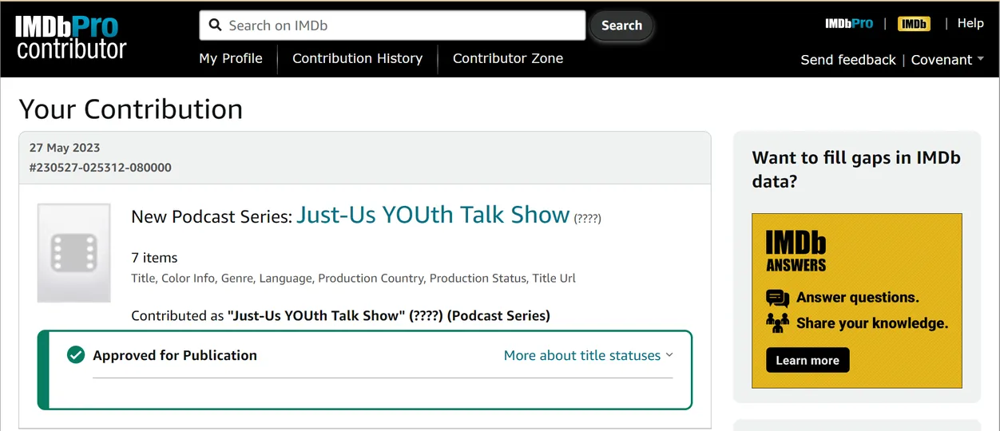 IMDbPro
contributor
Search on IMDb
Search
IMDbPro | IMDb | Help
My Profile
Contribution History
Contributor Zone
Send feedback | Covenant
Your Contribution
27 May 2023
#230527-025312-080000
New Podcast Series: Just-Us YOUth Talk Show (????)
7 items
Title, Color Info, Genre, Language, Production Country, Production Status, Title Url
Contributed as "Just-Us YOUth Talk Show" (????) (Podcast Series)
Approved for Publication
More about title statuses
Want to fill gaps in IMDb
data?
IMDb
ANSWERS
Answer questions.
Share your knowledge.
Learn more